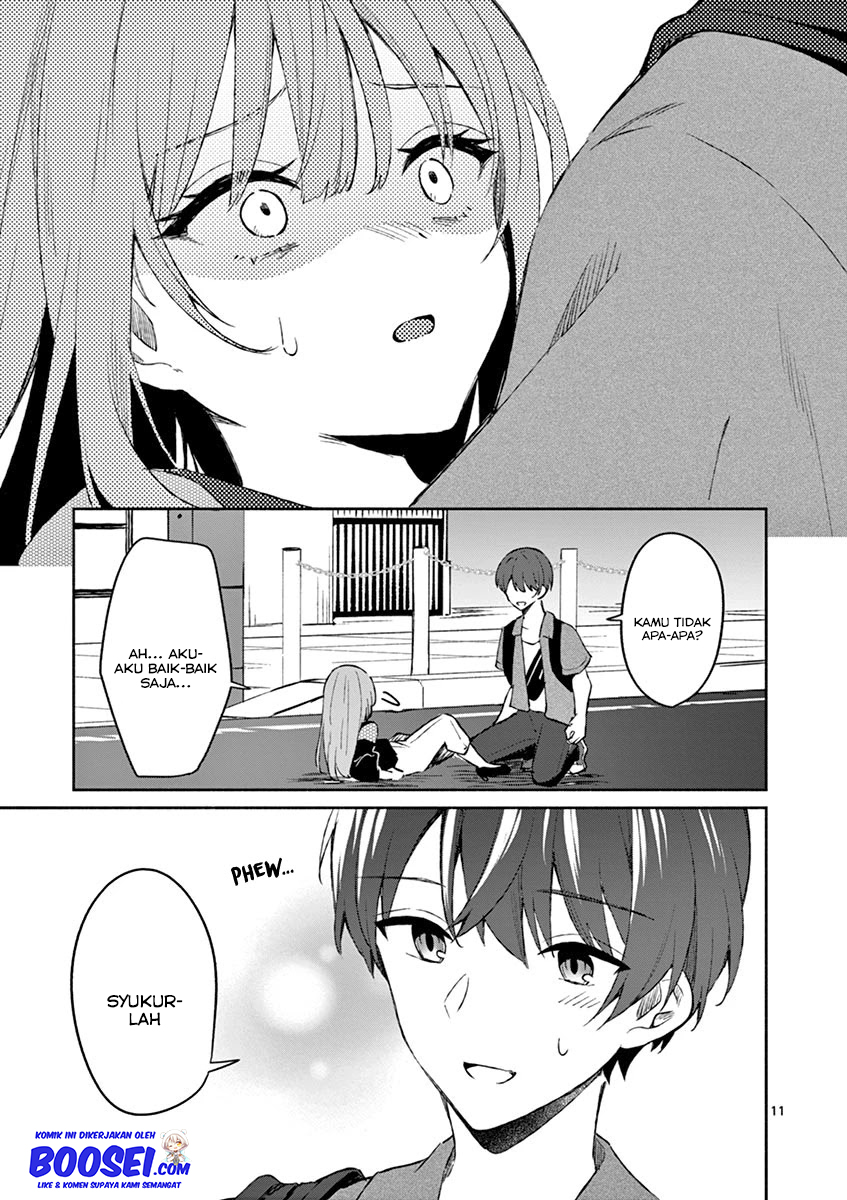 KAMU TIDAK
APA-APA?
AH... AKU-
AKU BAIK-BAIK
SAJA...
PHEW...
SYUKUR-
LAH
11
KOMIK INI DIKERJAKAN OLEH
BOOSEI.COM
LIKE & KOMEN SUPAYA KAMI SEMANGAT